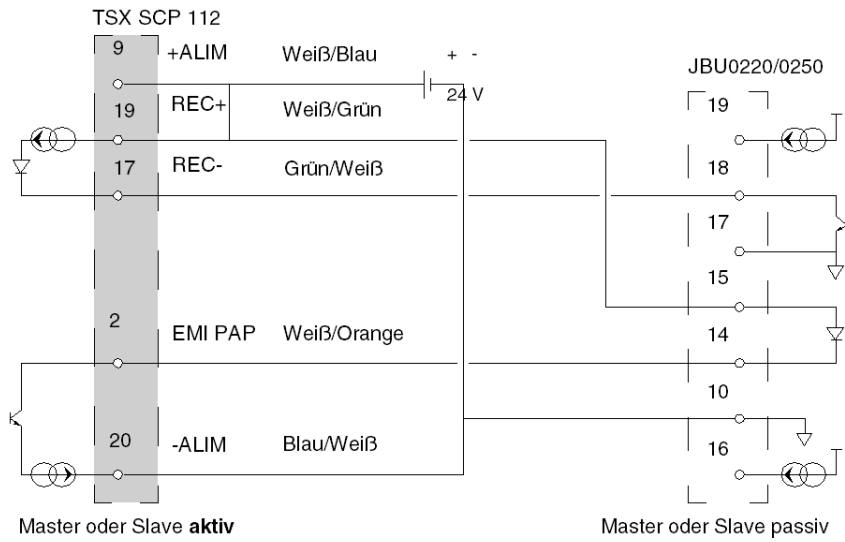 TSX SCP 112
9 +ALIM Weiß/Blau + -
JBU0220/0250
24 V
19 REC+ Weiß/Grün
19
17 REC- Grün/Weiß
18
17
15
2 EMI PAP Weiß/Orange
14
10
20 -ALIM Blau/Weiß
16
Master oder Slave aktiv
Master oder Slave passiv